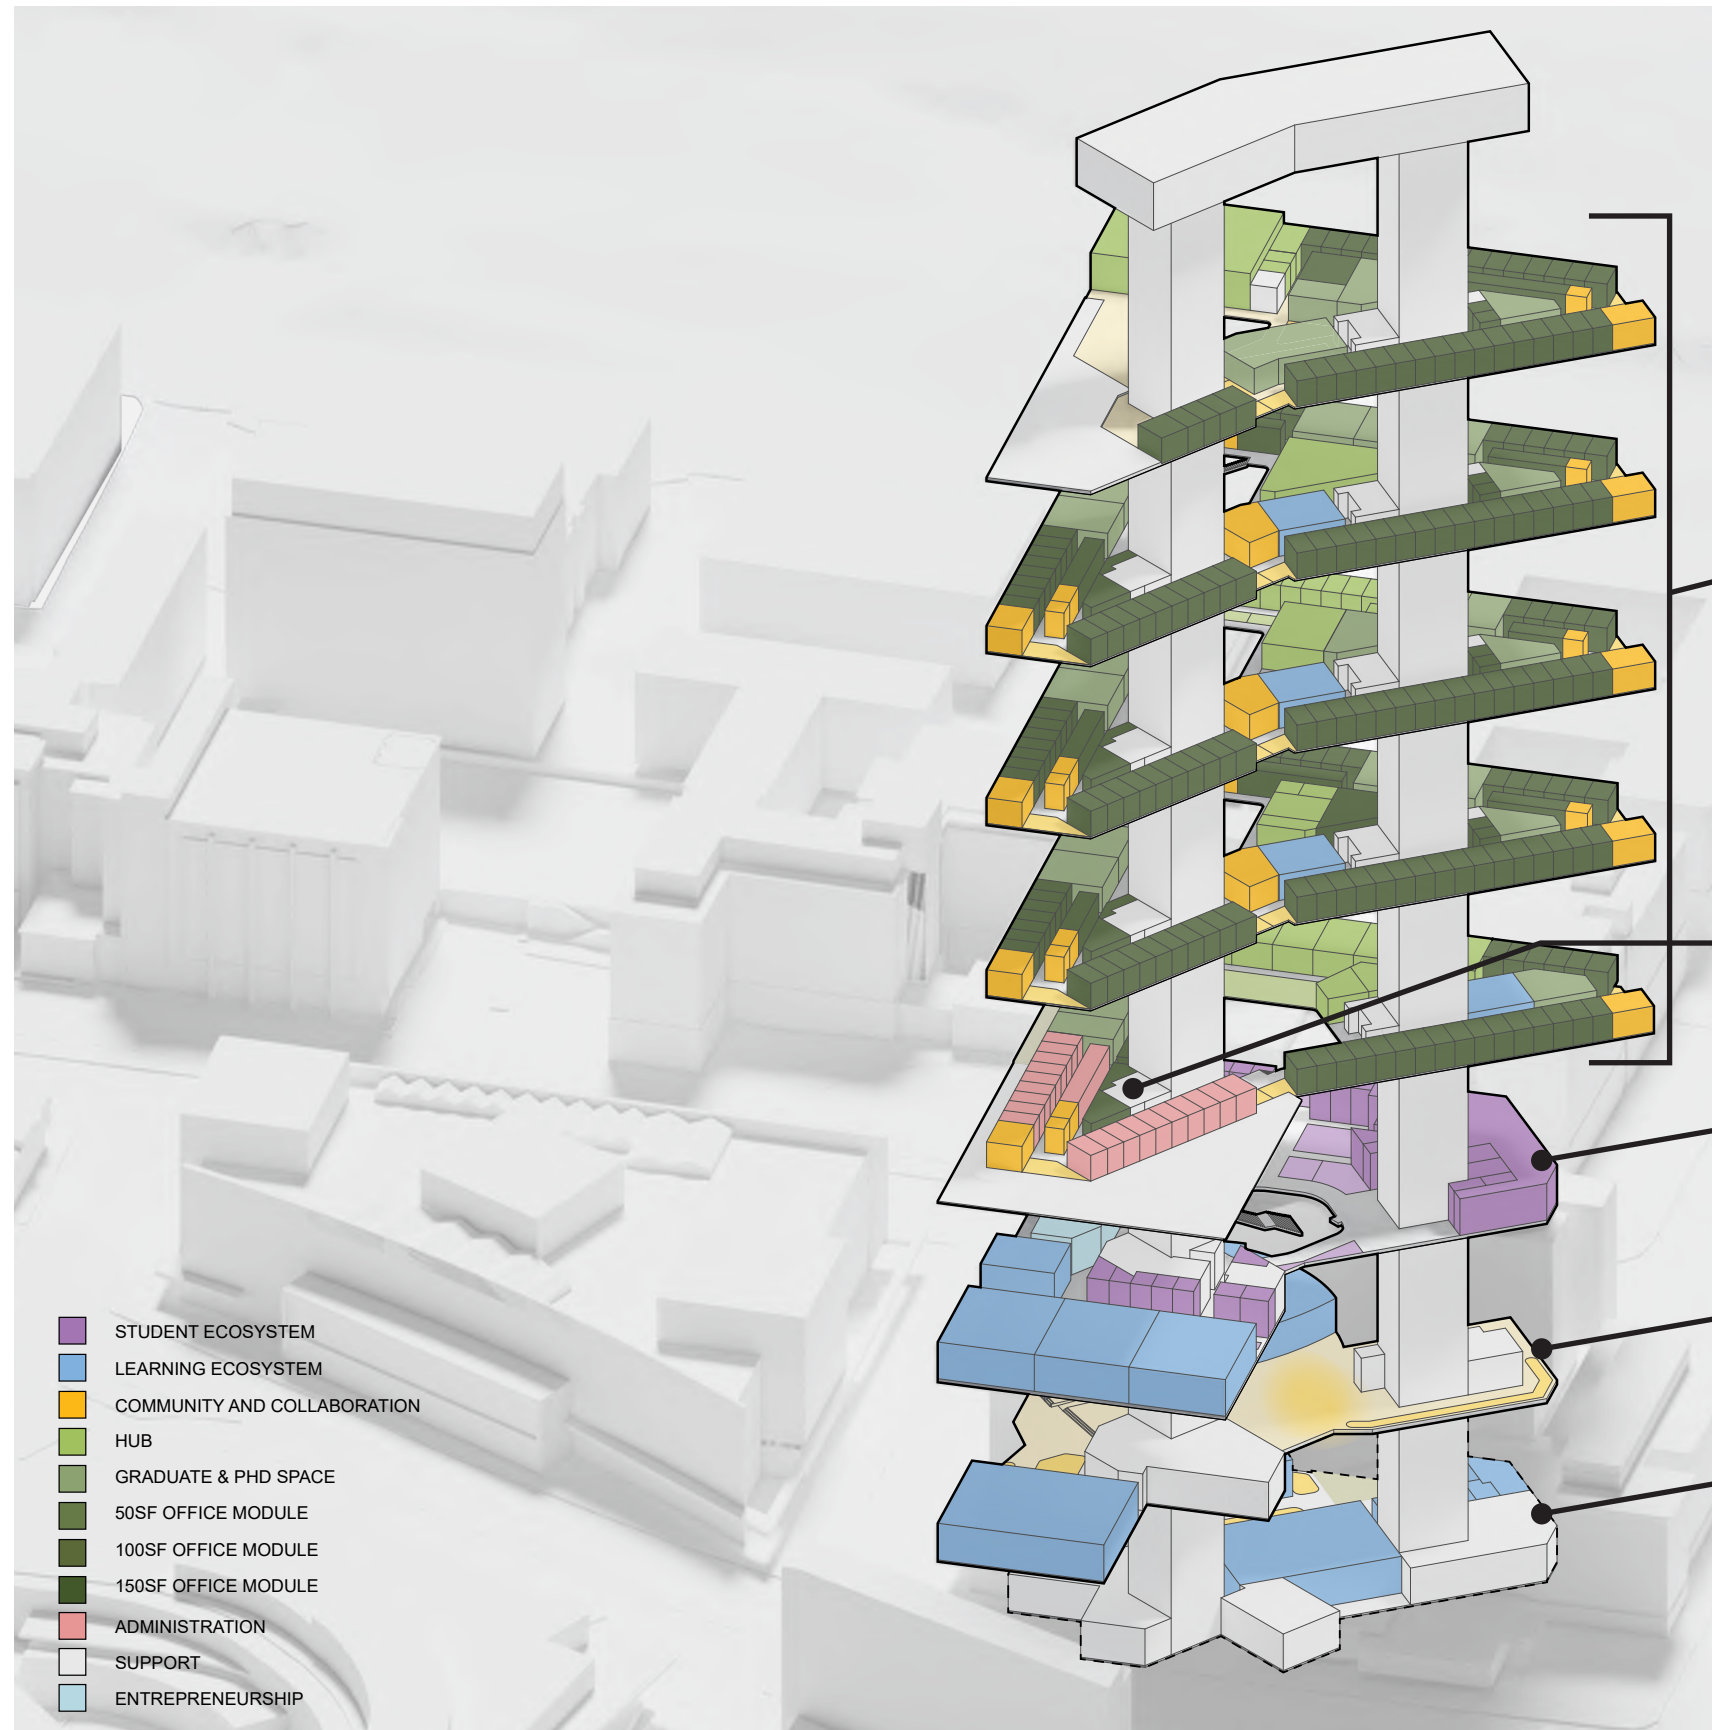 STUDENT ECOSYSTEM
LEARNING ECOSYSTEM
COMMUNITY AND COLLABORATION
HUB
GRADUATE & PHD SPACE
50SF OFFICE MODULE
100SF OFFICE MODULE
150SF OFFICE MODULE
ADMINISTRATION
SUPPORT
ENTREPRENEURSHIP